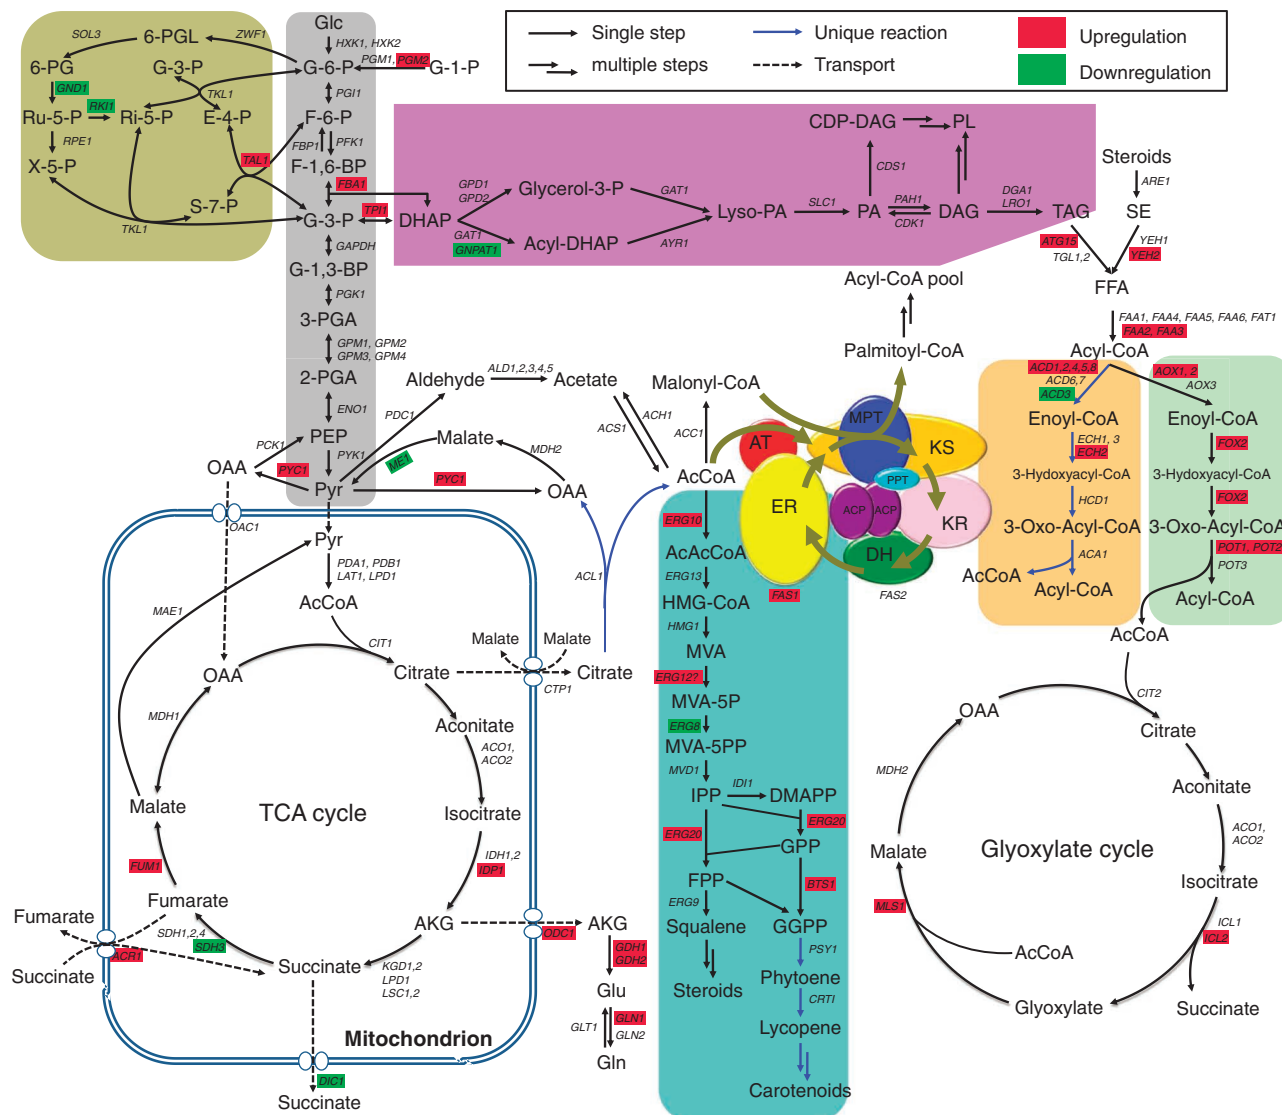 Single step
multiple steps
Unique reaction
Transport
Upregulation
Downregulation
SOL3
6-PGL
ZWF1
6-PG
G-3-P
GND1
TKL1
Ru-5-P
RKI1
Ri-5-P
E-4-P
RPE1
X-5-P
TAL1
S-7-P
TKL1
Glc
HXK1, HXK2
PGM1, PGM2
G-6-P
G-1-P
PGI1
F-6-P
FBP1
PFK1
F-1,6-BP
FBA1
G-3-P
TPI1
DHAP
GAPDH
G-1,3-BP
PGK1
3-PGA
GPM1, GPM2
GPM3, GPM4
2-PGA
ENO1
PEP
PCK1
PYK1
OAA
PYC1
Pyr
PDC1
Aldehyde
ALD1,2,3,4,5
Acetate
ACH1
ACS1
Malate
MDH2
ME1
PYC1
OAA
GPD1
GPD2
Glycerol-3-P
GAT1
GAT1
GNPAT1
Acyl-DHAP
AYR1
Lyso-PA
SLC1
PA
CDS1
CDP-DAG
PL
PAH1
CDK1
DAG
DGA1
LRO1
TAG
Steroids
ARE1
SE
ATG15
TGL1,2
YEH1
YEH2
FFA
FAA1, FAA4, FAA5, FAA6, FAT1
FAA2, FAA3
Acyl-CoA
Acyl-CoA pool
Palmitoyl-CoA
Malonyl-CoA
ACC1
AcCoA
AT
MPT
KS
ER
PPT
ACP
ACP
KR
DH
FAS1
FAS2
ACD1,2,4,5,8
ACD6,7
ACD3
Enoyl-CoA
ECH1, 3
ECH2
3-Hydoxyacyl-CoA
HCD1
3-Oxo-Acyl-CoA
ACA1
AcCoA
Acyl-CoA
AOX1, 2
AOX3
Enoyl-CoA
FOX2
3-Hydoxyacyl-CoA
FOX2
3-Oxo-Acyl-CoA
POT1, POT2
POT3
Acyl-CoA
AcCoA
OAC1
Pyr
PDA1, PDB1
LAT1, LPD1
AcCoA
MAE1
CIT1
OAA
Citrate
Malate
Malate
CTP1
Citrate
ACL1
MDH1
Aconitate
ACO1,
ACO2
Malate
TCA cycle
Isocitrate
IDH1,2
IDP1
FUM1
Fumarate
AKG
ODC1
AKG
Fumarate
SDH1,2,4
SDH3
ACR1
Succinate
Succinate
KGD1,2
LPD1
LSC1,2
GDH1
GDH2
Glu
GLT1
GLN1
GLN2
Gln
Mitochondrion
DIC1
Succinate
ERG10
AcAcCoA
ERG13
HMG-CoA
HMG1
MVA
ERG12?
MVA-5P
ERG8
MVA-5PP
MVD1
IPP
IDI1
DMAPP
ERG20
ERG20
GPP
FPP
BTS1
ERG9
Squalene
GGPP
PSY1
Steroids
Phytoene
CRTI
Lycopene
Carotenoids
OAA
CIT2
Citrate
MDH2
Aconitate
ACO1,
ACO2
Malate
Glyoxylate cycle
Isocitrate
MLS1
ICL1
ICL2
AcCoA
Glyoxylate
Succinate